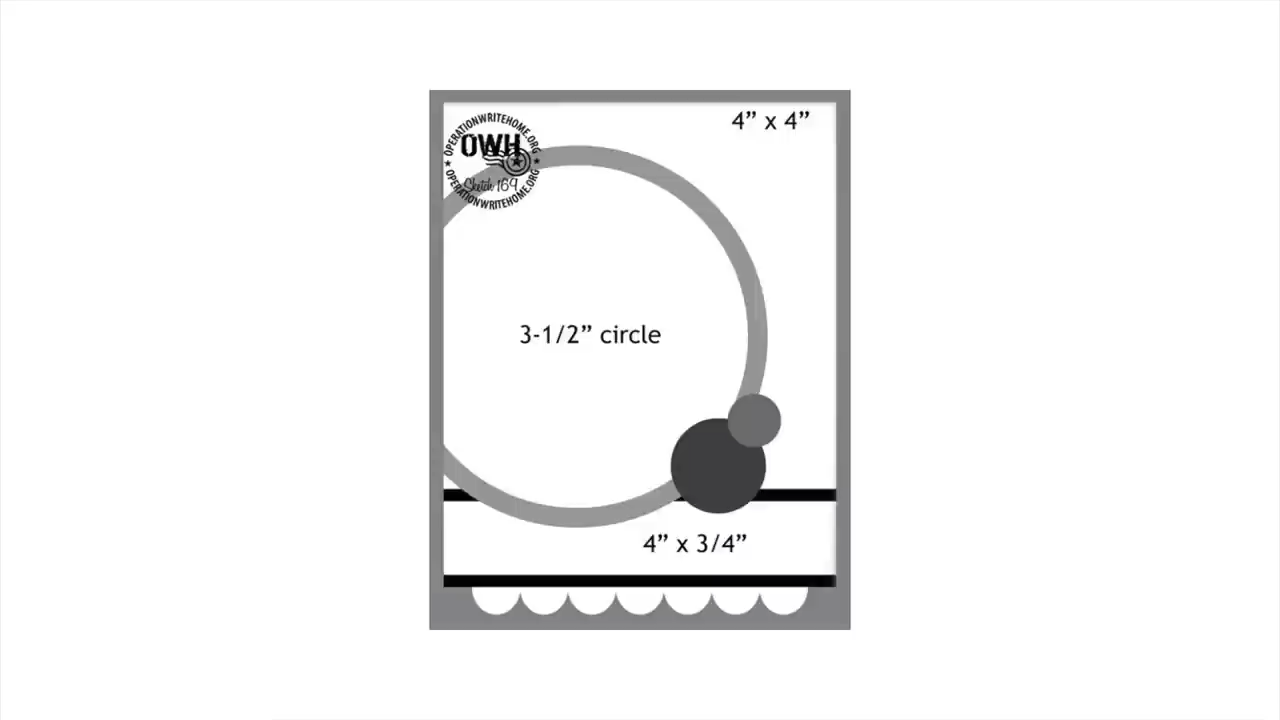 4” x 4”
OPERATIONWRITEHOME.ORG
OWH
Sketch 169
OPERATIONWRITEHOME.ORG
3-1/2” circle
4” x 3/4”